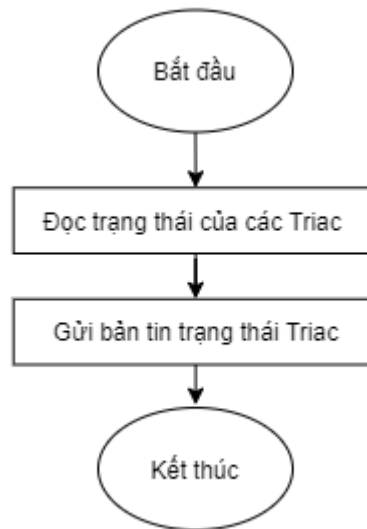 Bắt đầu
Đọc trạng thái của các Triac
Gửi bản tin trạng thái Triac
Kết thúc